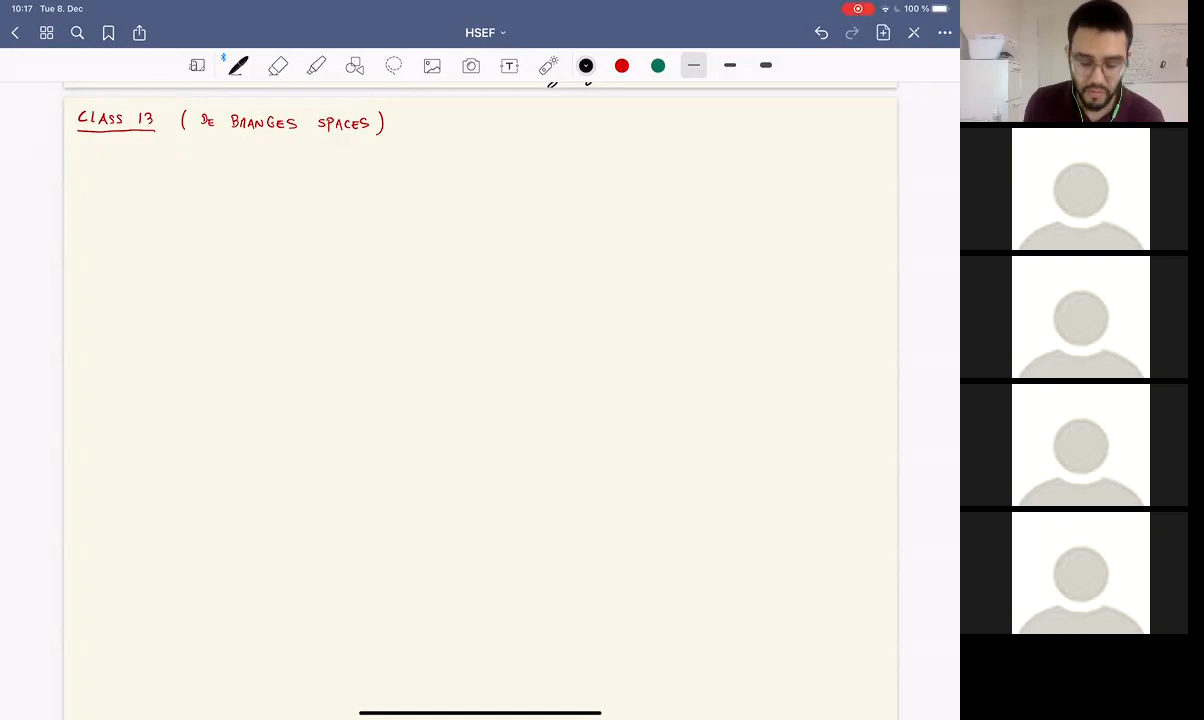 10:17 Tue 8. Dec
100 %
HSEF
CLASS 13 ( DE BRANGES SPACES )